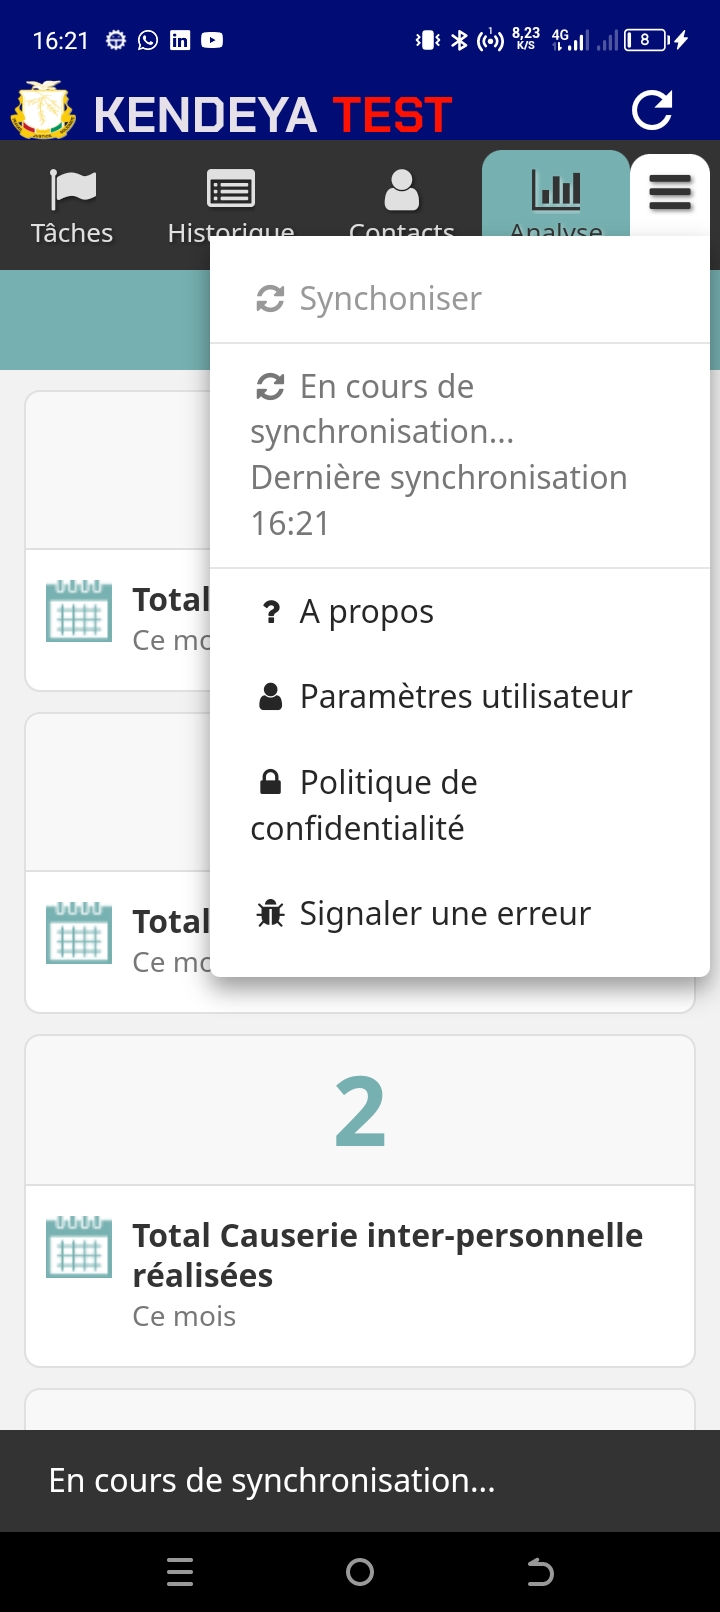 16:21
8,23
K/S
4G
8
KENDEYA TEST
Tâches
Historique
Contacts
Analyse
Synchoniser
En cours de
synchronisation...
Dernière synchronisation
16:21
A propos
Paramètres utilisateur
Politique de
confidentialité
Signaler une erreur
Total
Ce mo
Total
Ce mo
2
Total Causerie inter-personnelle
réalisées
Ce mois
En cours de synchronisation...